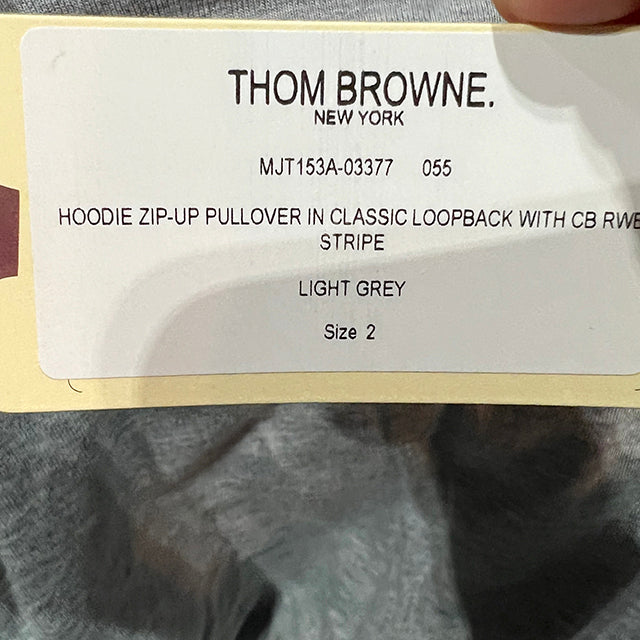 THOM BROWNE.
NEW YORK
MJT153A-03377 055
HOODIE ZIP-UP PULLOVER IN CLASSIC LOOPBACK WITH CB RWB
STRIPE
LIGHT GREY
Size 2